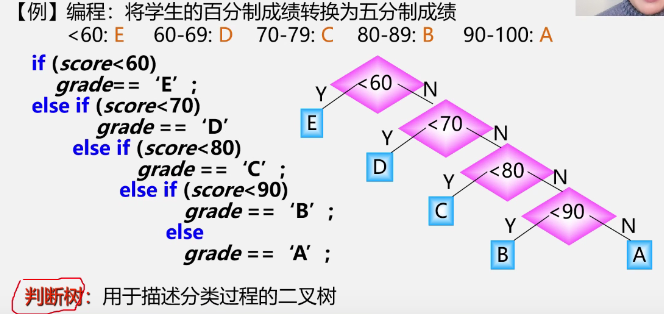 【例】编程：将学生的百分制成绩转换为五分制成绩
<60: E 60-69: D 70-79: C 80-89: B 90-100: A
if (score<60)
grade== ‘E’ ;
else if (score<70)
grade == ‘D’
else if (score<80)
grade == ‘C’ ;
else if (score<90)
grade == ‘B’ ;
else
grade == ‘A’ ;
<60
Y N
E
<70
Y N
D
<80
Y N
C
<90
Y N
B A
判断树：用于描述分类过程的二叉树